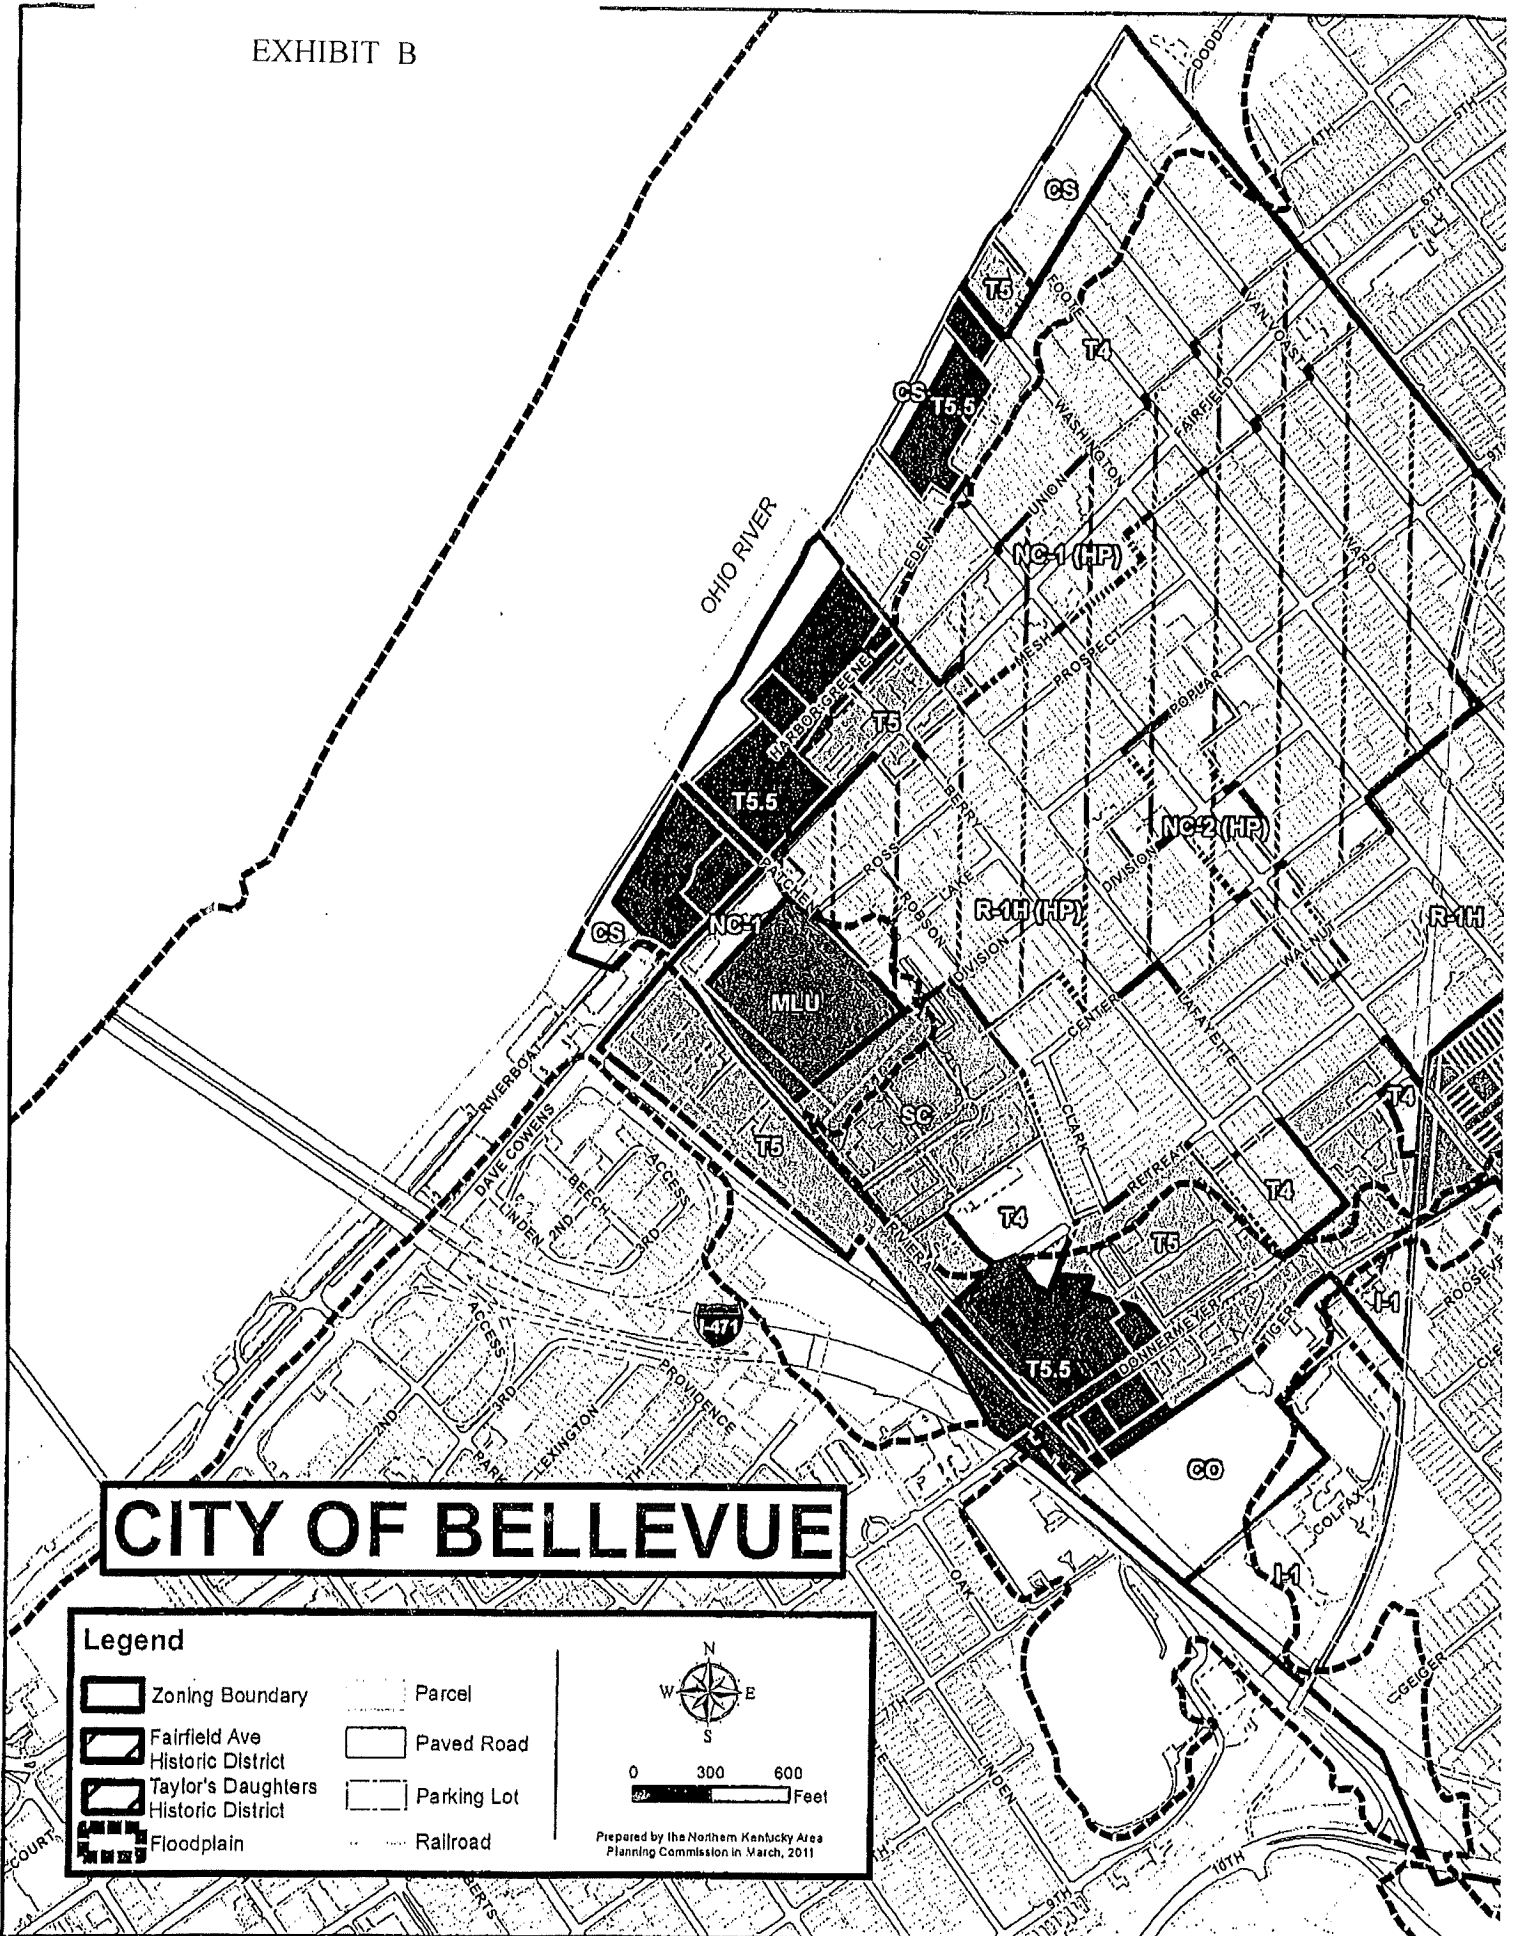 EXHIBIT B
DODD
4TH
5TH
6TH
CS
T5
FOOTE
VAN VOAST
T4
CS
T5.5
FAIRFIELD
WASHINGTON
9TH
UNION
OHIO RIVER
EDEN
NC-1 (HP)
WARD
MESH
PROSPECT
HARBOR GREENE
POPLAR
T5
T5.5
BERRY
NC-2 (HP)
ROSS
PATCHEN
DIVISION
LAKE
ROBSON
R-1H (HP)
R-1H
NC-1
CS
WALNUT
DIVISION
MLU
CENTER
LAFAYETTE
RIVERBOAT
T4
SC
CLARK
DAVE COWENS
T5
ACCESS
BEECH
RETREAT
T4
LINDEN
2ND
T4
3RD
RIVIERA
T5
I-1
ACCESS
I-471
TIGER
DONNERMEYER
T5.5
PROVIDENCE
3RD
2ND
LEXINGTON
PARK
TH
CO
CITY OF BELLEVUE
COLFAX
OAK
I-1
GEIGER
Legend
Zoning Boundary
Fairfield Ave
Historic District
Taylor's Daughters
Historic District
Floodplain
Parcel
Paved Road
Parking Lot
Railroad
N
W E
S
0 300 600
Feet
Prepared by the Northern Kentucky Area
Planning Commission in March, 2011
LINDEN
COURT
10TH
9TH